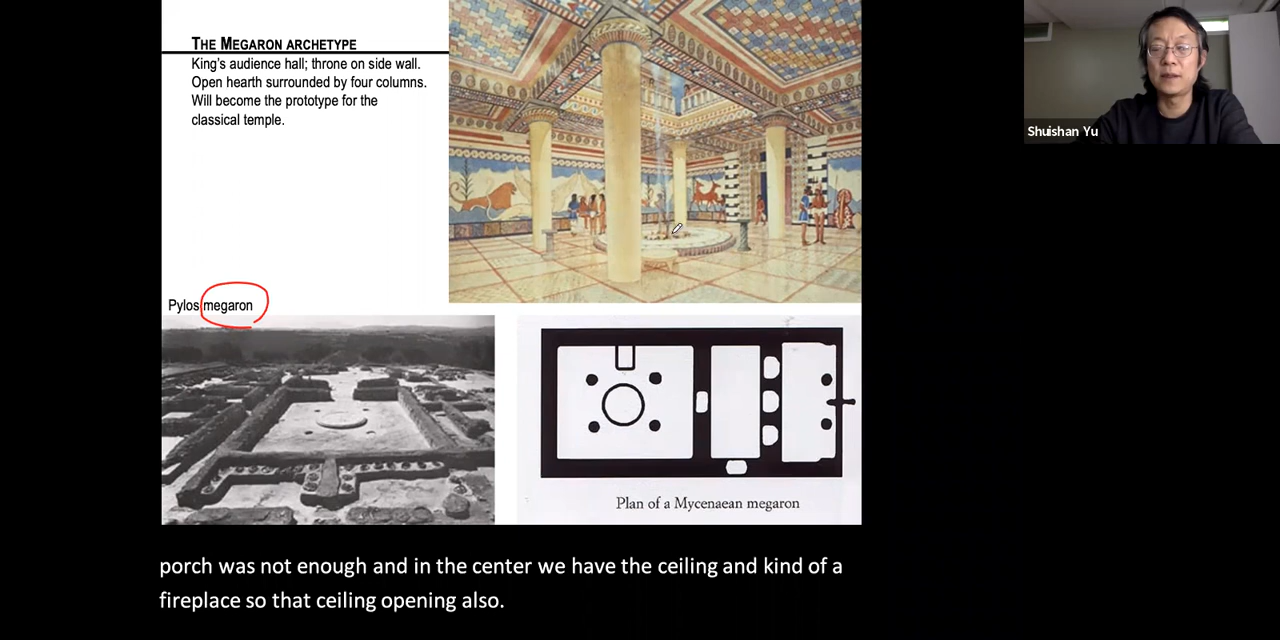 THE MEGARON ARCHETYPE
King's audience hall; throne on side wall.
Open hearth surrounded by four columns.
Will become the prototype for the
classical temple.
Shuishan Yu
Pylos megaron
Plan of a Mycenaean megaron
porch was not enough and in the center we have the ceiling and kind of a
fireplace so that ceiling opening also.